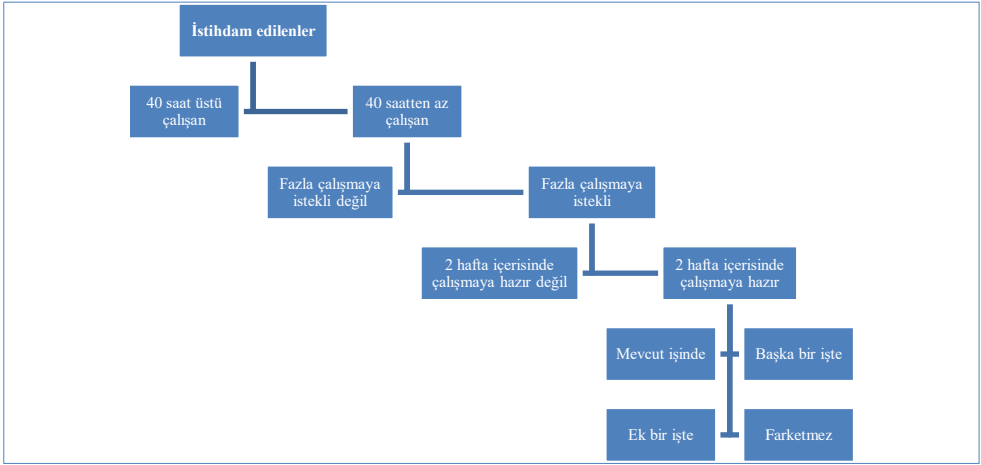 İstihdam edilenler
40 saat üstü
çalışan
40 saatten az
çalışan
Fazla çalışmaya
istekli değil
Fazla çalışmaya
istekli
2 hafta içerisinde
çalışmaya hazır değil
2 hafta içerisinde
çalışmaya hazır
Mevcut işinde
Başka bir işte
Ek bir işte
Farketmez